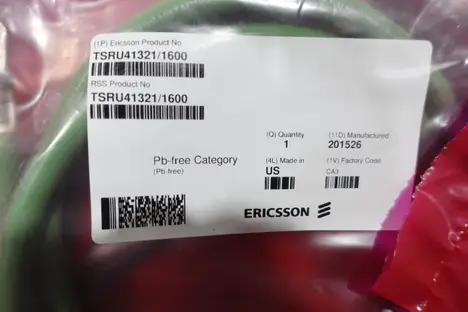 (1P) Ericsson Product No
TSRU41321/1600
RSS Product No
TSRU41321/1600
(Q) Quantity (11D) Manufactured
1 201526
Pb-free Category (4L) Made in (1V) Factory Code
(Pb-free) US CA3
ERICSSON